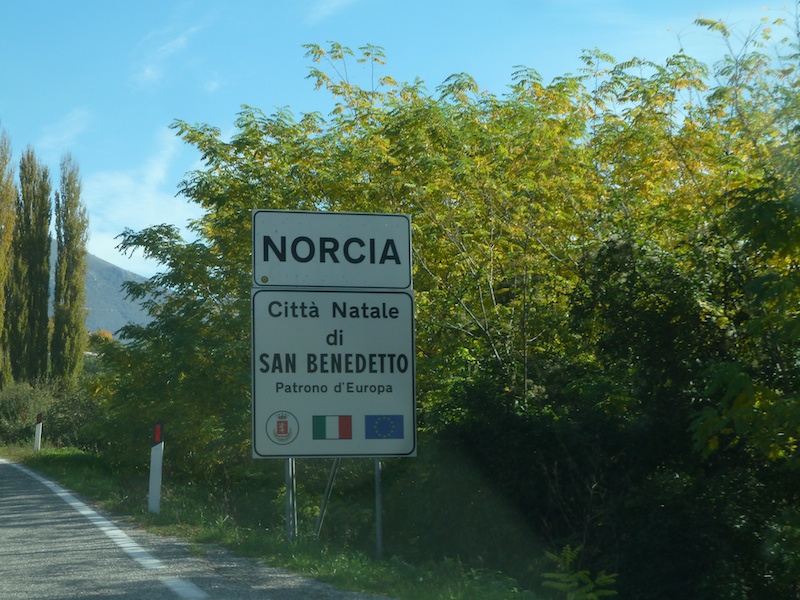 NORCIA
Città Natale
di
SAN BENEDETTO
Patrono d'Europa